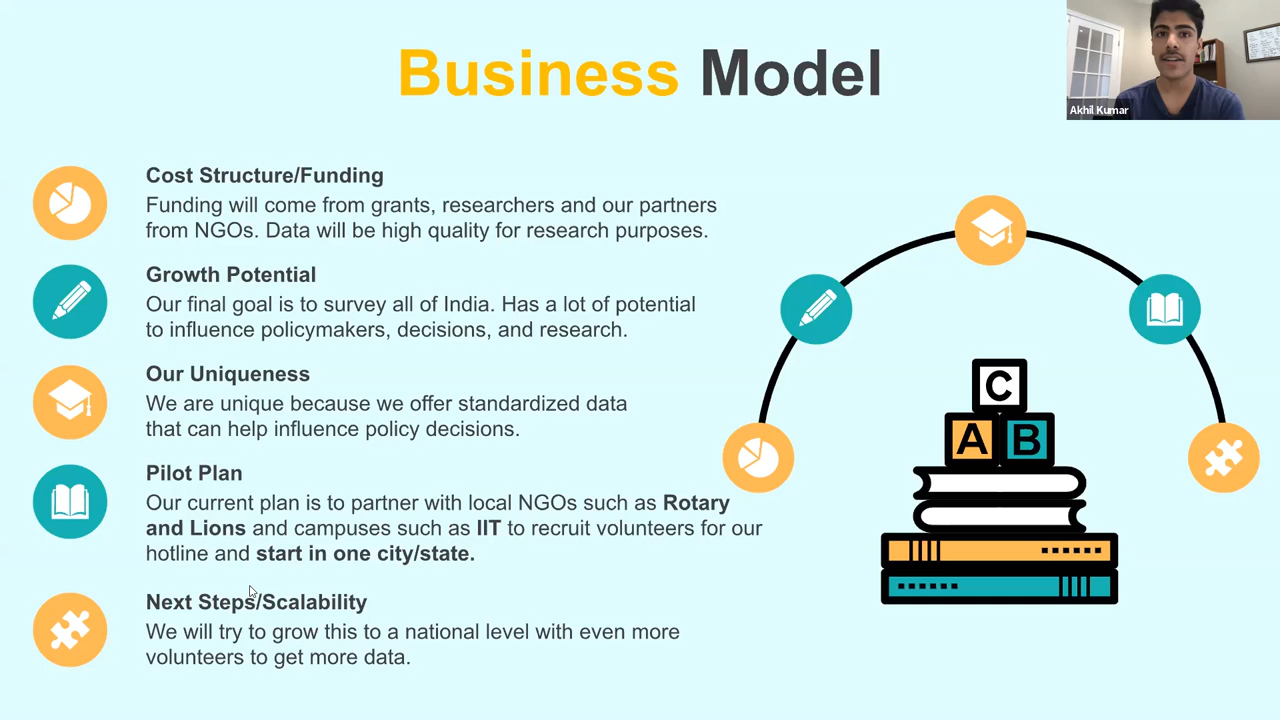 Business Model
Akhil Kumar
Cost Structure/Funding
Funding will come from grants, researchers and our partners
from NGOs. Data will be high quality for research purposes.
Growth Potential
Our final goal is to survey all of India. Has a lot of potential
to influence policymakers, decisions, and research.
Our Uniqueness
We are unique because we offer standardized data
that can help influence policy decisions.
Pilot Plan
Our current plan is to partner with local NGOs such as Rotary
and Lions and campuses such as IIT to recruit volunteers for our
hotline and start in one city/state.
Next Steps/Scalability
We will try to grow this to a national level with even more
volunteers to get more data.
C
A B